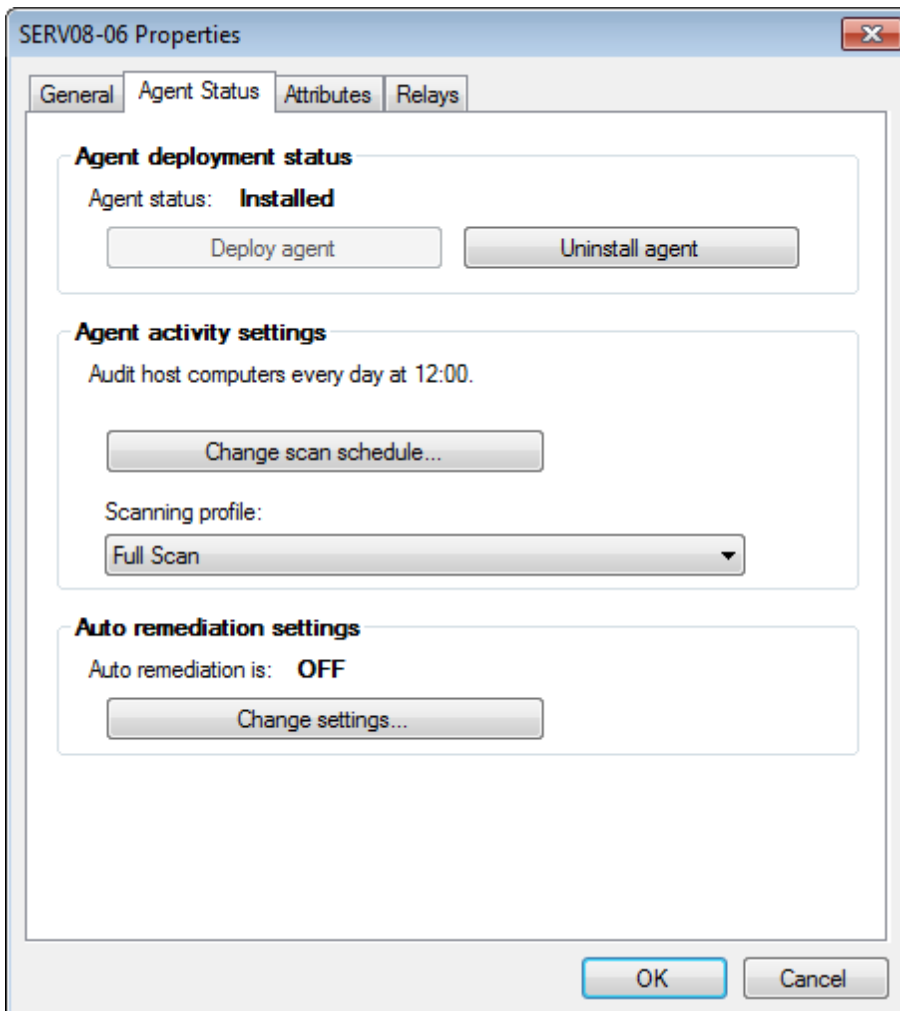 SERV08-06 Properties
General Agent Status Attributes Relays
Agent deployment status
Agent status: Installed
Deploy agent Uninstall agent
Agent activity settings
Audit host computers every day at 12:00.
Change scan schedule...
Scanning profile:
Full Scan
Auto remediation settings
Auto remediation is: OFF
Change settings...
OK Cancel